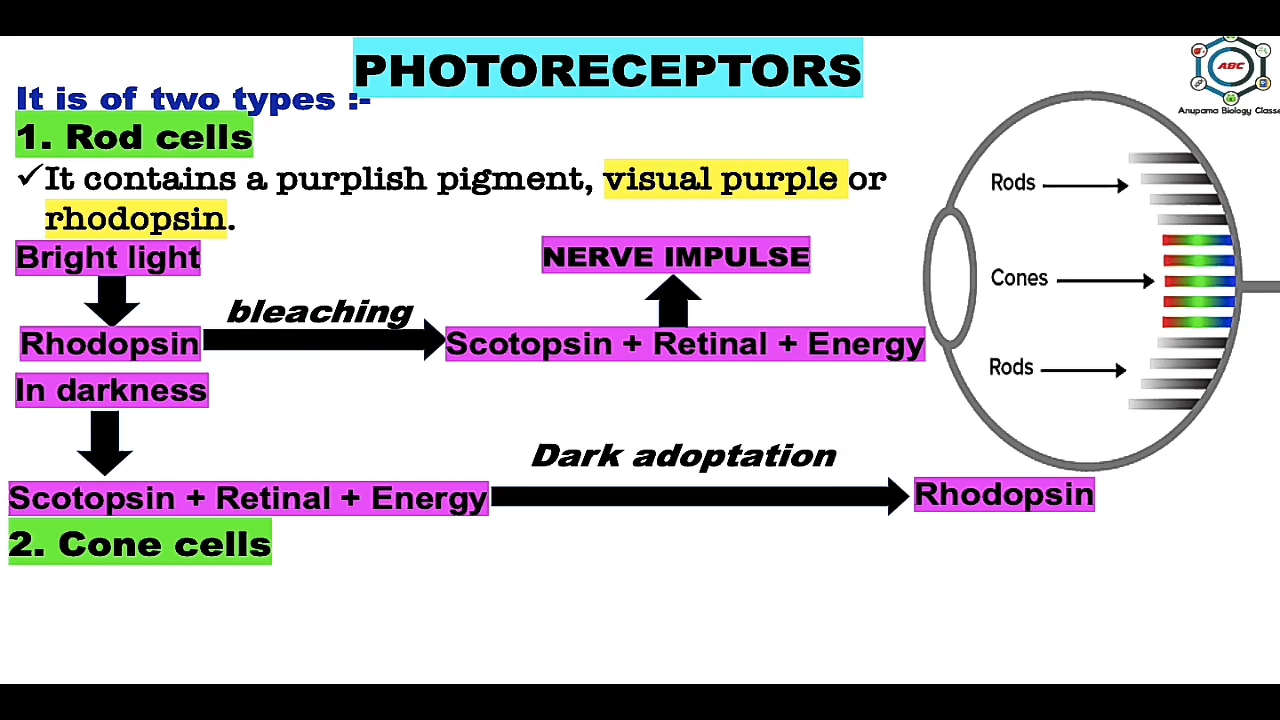 PHOTORECEPTORS
ABC
Anupama Biology Classe
It is of two types :-
1. Rod cells
✓It contains a purplish pigment, visual purple or
rhodopsin.
Bright light
NERVE IMPULSE
bleaching
Rhodopsin
Scotopsin + Retinal + Energy
In darkness
Dark adoptation
Scotopsin + Retinal + Energy
Rhodopsin
2. Cone cells
Rods
Cones
Rods